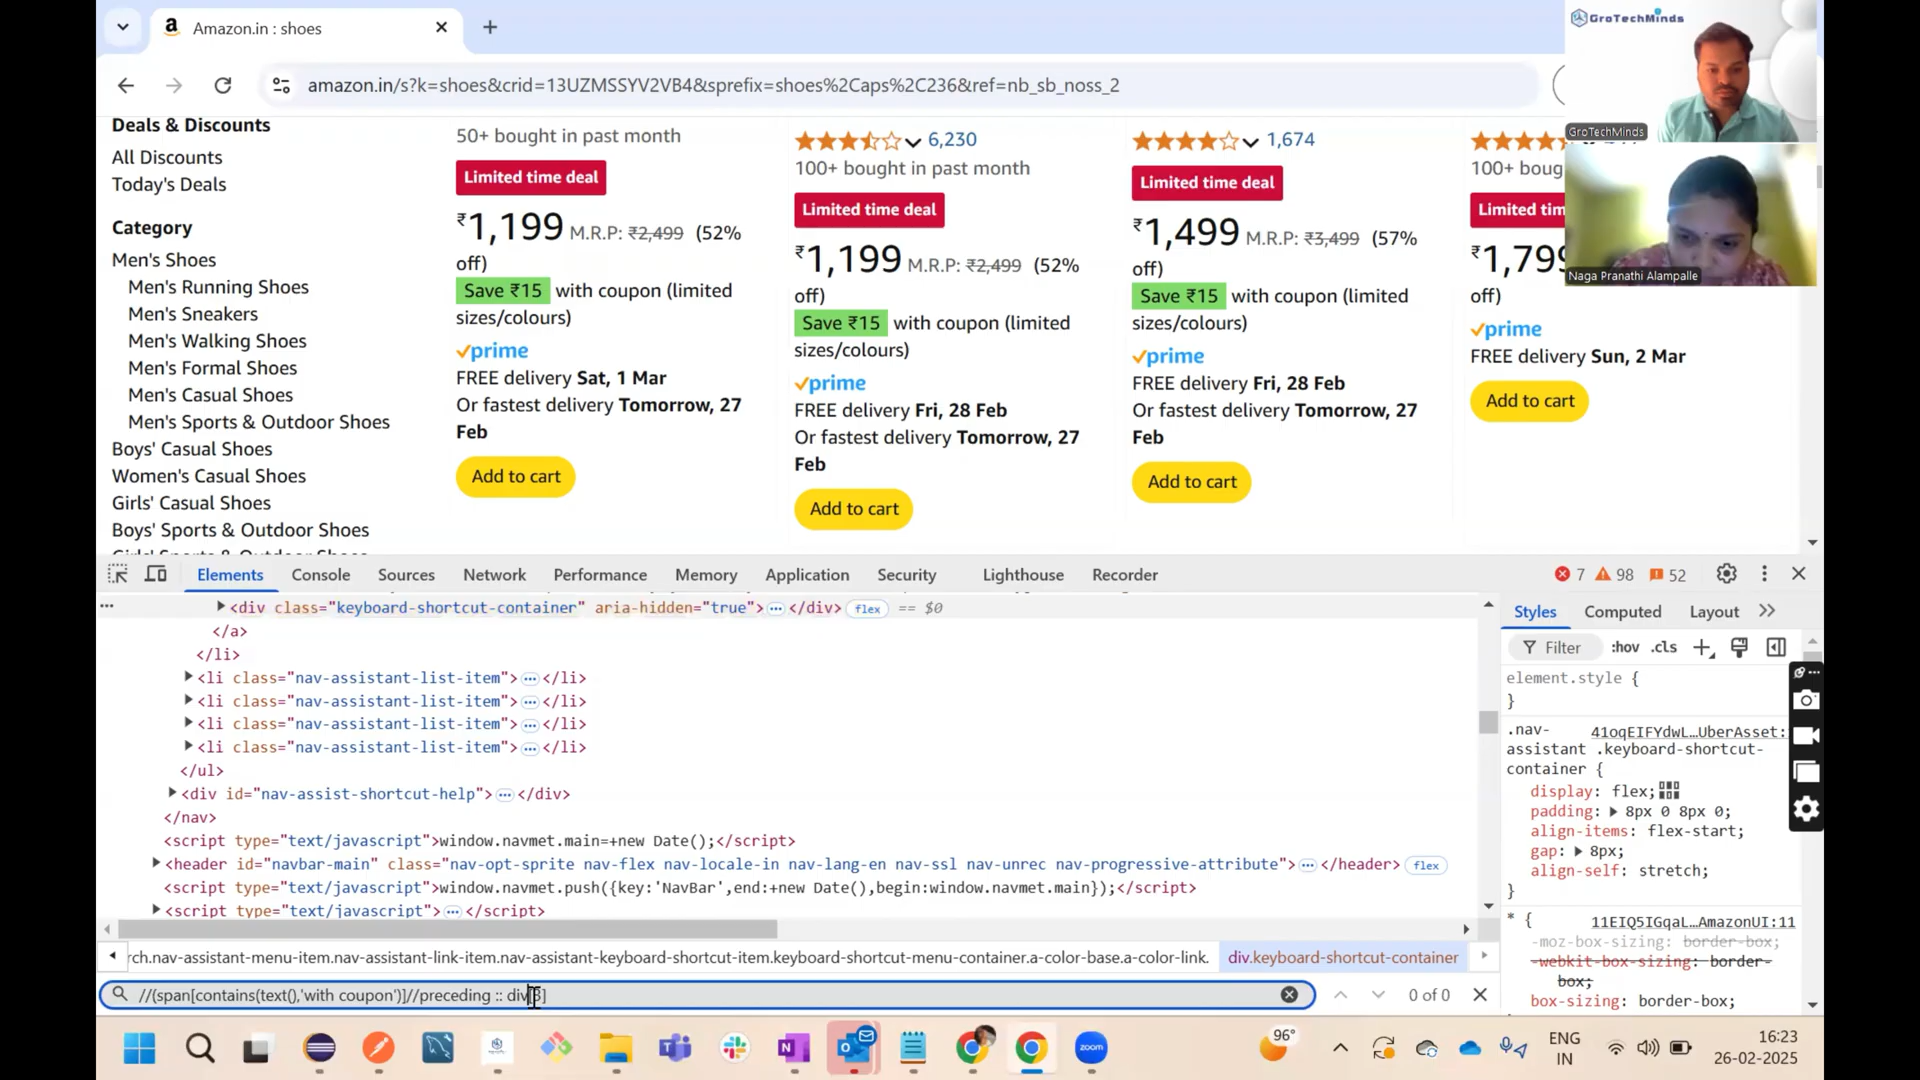 Amazon.in : shoes
amazon.in/s?k=shoes&crid=13UZMSSYV2VB4&sprefix=shoes%2Caps%2C236&ref=nb_sb_noss_2
GroTechMinds
GroTechMinds
Naga Pranathi Alampalle
Deals & Discounts
All Discounts
Today's Deals
Category
Men's Shoes
Men's Running Shoes
Men's Sneakers
Men's Walking Shoes
Men's Formal Shoes
Men's Casual Shoes
Men's Sports & Outdoor Shoes
Boys' Casual Shoes
Women's Casual Shoes
Girls' Casual Shoes
Boys' Sports & Outdoor Shoes
50+ bought in past month
Limited time deal
₹1,199 M.R.P: ₹2,499 (52%
off)
Save ₹15 with coupon (limited
sizes/colours)
prime
FREE delivery Sat, 1 Mar
Or fastest delivery Tomorrow, 27
Feb
Add to cart
6,230
100+ bought in past month
Limited time deal
₹1,199 M.R.P: ₹2,499 (52%
off)
Save ₹15 with coupon (limited
sizes/colours)
prime
FREE delivery Fri, 28 Feb
Or fastest delivery Tomorrow, 27
Feb
Add to cart
1,674
Limited time deal
₹1,499 M.R.P: ₹3,499 (57%
off)
Save ₹15 with coupon (limited
sizes/colours)
prime
FREE delivery Fri, 28 Feb
Or fastest delivery Tomorrow, 27
Feb
Add to cart
100+ boug
Limited tim
₹1,799
off)
prime
FREE delivery Sun, 2 Mar
Add to cart
Elements Console Sources Network Performance Memory Application Security Lighthouse Recorder 7 98 52
<div class="keyboard-shortcut-container" aria-hidden="true"> … </div> flex == $0
</a>
</li>
<li class="nav-assistant-list-item"> … </li>
<li class="nav-assistant-list-item"> … </li>
<li class="nav-assistant-list-item"> … </li>
<li class="nav-assistant-list-item"> … </li>
</ul>
<div id="nav-assist-shortcut-help"> … </div>
</nav>
<script type="text/javascript">window.navmet.main=+new Date();</script>
<header id="navbar-main" class="nav-opt-sprite nav-flex nav-locale-in nav-lang-en nav-ssl nav-unrec nav-progressive-attribute"> … </header> flex
<script type="text/javascript">window.navmet.push({key:'NavBar',end:+new Date(),begin:window.navmet.main});</script>
<script type="text/javascript"> … </script>
rch.nav-assistant-menu-item.nav-assistant-link-item.nav-assistant-keyboard-shortcut-item.keyboard-shortcut-menu-container.a-color-base.a-color-link. div.keyboard-shortcut-container
//(span[contains(text(),'with coupon')]//preceding :: div[3]
0 of 0
Styles Computed Layout
Filter :hov .cls
element.style {
}
.nav- 41oqEIFYdwL…UberAsset:
assistant .keyboard-shortcut-
container {
display: flex;
padding: 8px 0 8px 0;
align-items: flex-start;
gap: 8px;
align-self: stretch;
}
* { 11EIQ5IGqaL…AmazonUI:11
-moz-box-sizing: border-box;
-webkit-box-sizing: border-
box;
box-sizing: border-box;
zoom
96°
ENG
IN
16:23
26-02-2025